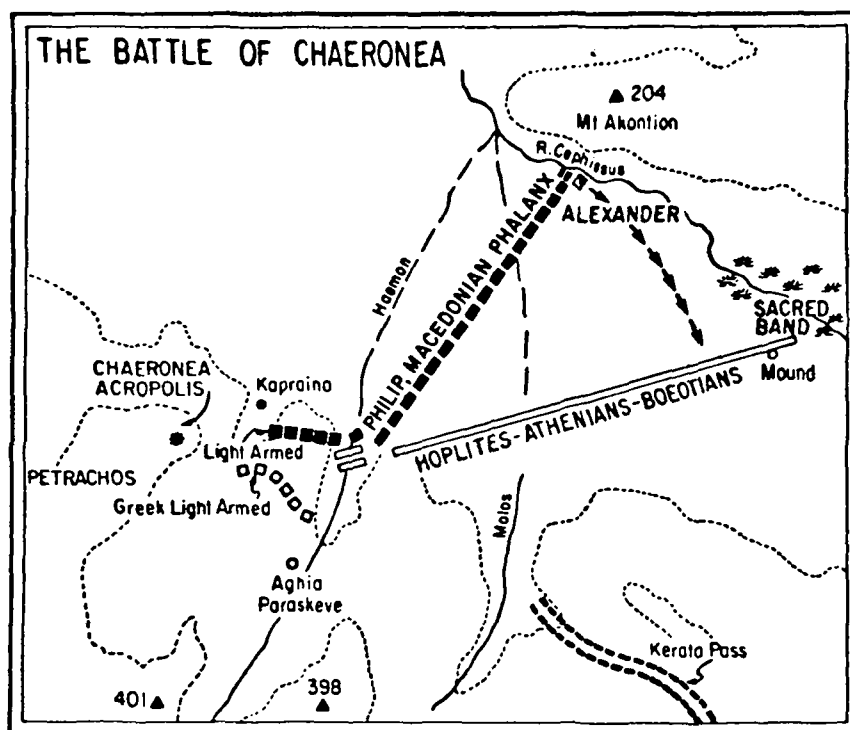 THE BATTLE OF CHAERONEA
204
Mt Akontion
R. Cephissus
ALEXANDER
PHILIP MACEDONIAN PHALANX
Haemon
SACRED
BAND
Mound
CHAERONEA
ACROPOLIS
Kapraina
HOPLITES-ATHENIANS-BOEOTIANS
Light Armed
PETRACHOS
Greek Light Armed
Molos
Aghia
Paraskeve
Kerata Pass
401
398